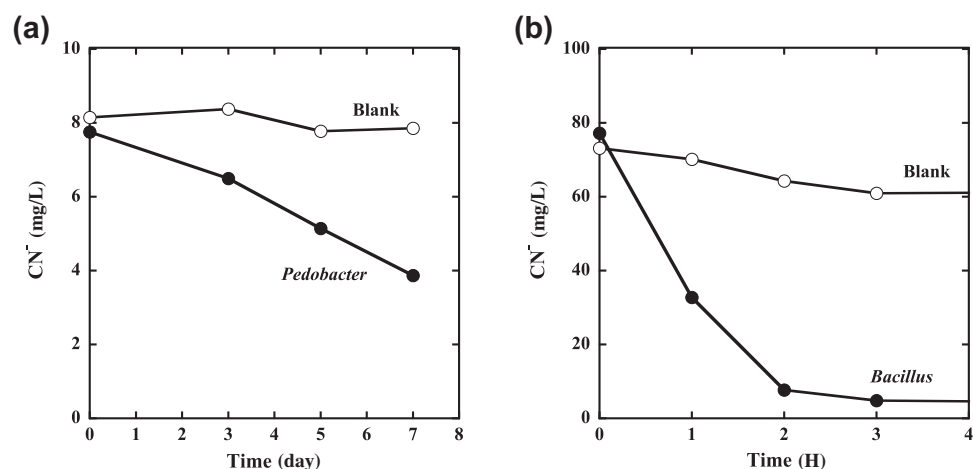 (a)
10
8
6
4
2
0
CN⁻ (mg/L)
Blank
Pedobacter
0 1 2 3 4 5 6 7 8
Time (day)
(b)
100
80
60
40
20
0
CN⁻ (mg/L)
Blank
Bacillus
0 1 2 3 4
Time (H)